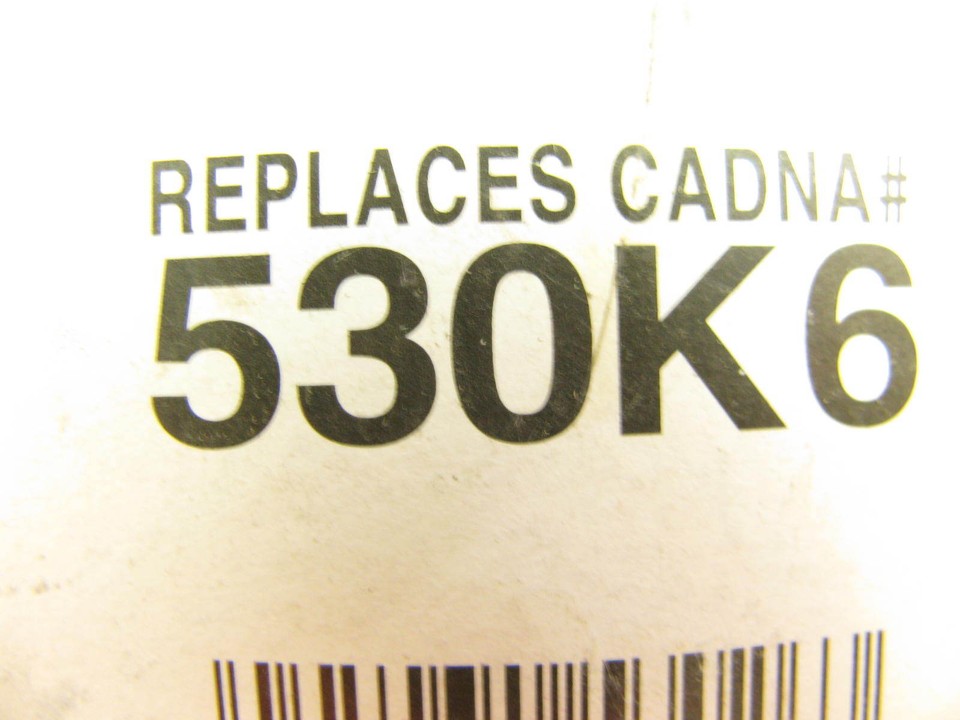 REPLACES CADNA#
530K6